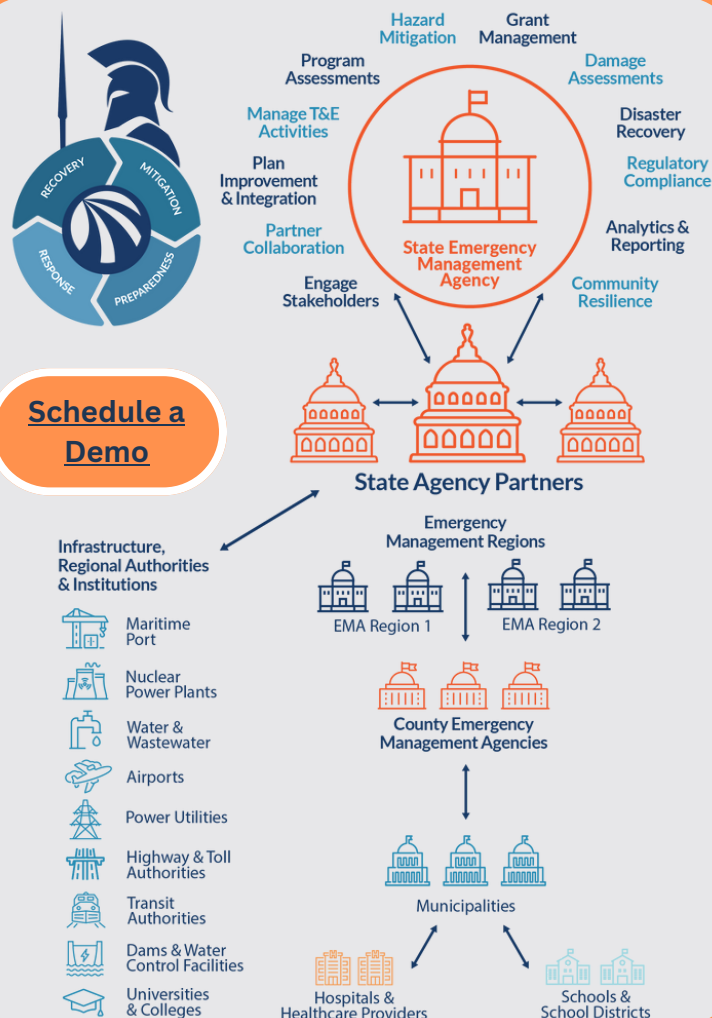 Hazard
Mitigation
Grant
Management
Program
Assessments
Damage
Assessments
Manage T&E
Activities
Disaster
Recovery
Plan
Improvement
& Integration
Regulatory
Compliance
Partner
Collaboration
Analytics &
Reporting
Engage
Stakeholders
Community
Resilience
State Emergency
Management
Agency
RECOVERY
MITIGATION
RESPONSE
PREPAREDNESS
Schedule a
Demo
State Agency Partners
Infrastructure,
Regional Authorities
& Institutions
Maritime
Port
Nuclear
Power Plants
Water &
Wastewater
Airports
Power Utilities
Highway & Toll
Authorities
Transit
Authorities
Dams & Water
Control Facilities
Universities
& Colleges
Emergency
Management Regions
EMA Region 1
EMA Region 2
County Emergency
Management Agencies
Municipalities
Hospitals &
Healthcare Providers
Schools &
School Districts